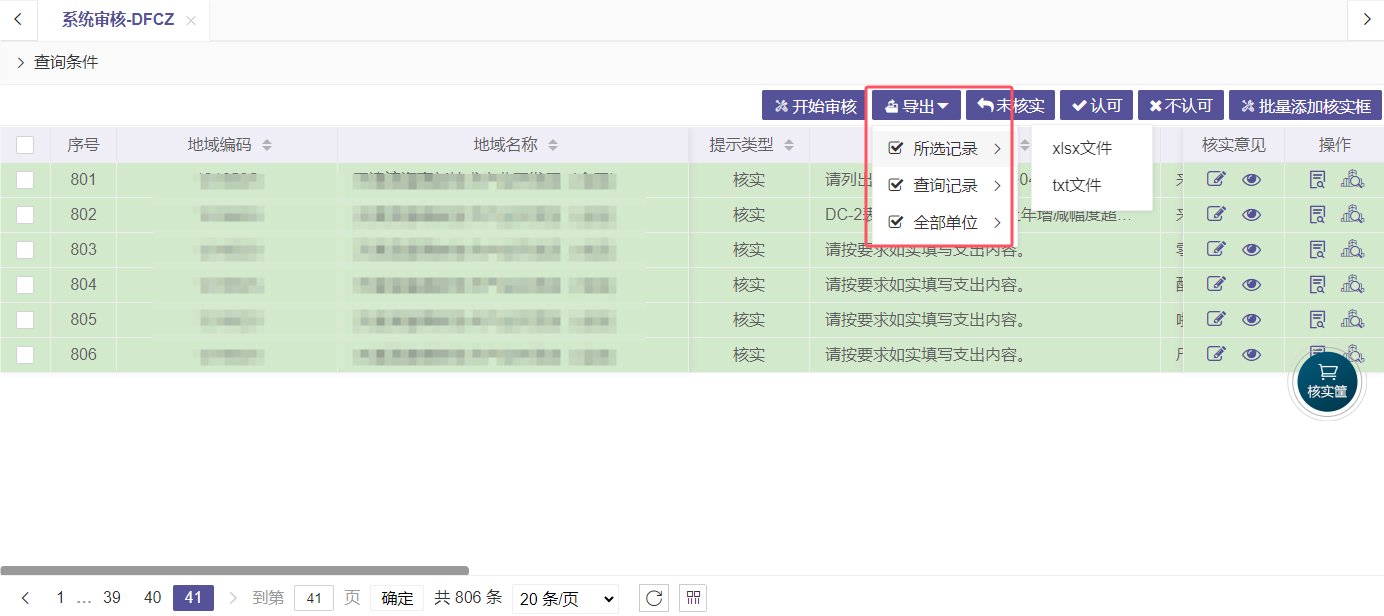 系统审核-DFCZ
查询条件
开始审核 导出 未核实 认可 不认可 批量添加核实框
序号 地域编码 地域名称 提示类型 核实意见 操作
所选记录 xlsx文件
查询记录 txt文件
全部单位
801 核实 请列出
802 核实 DC-2 年增减幅度超...
803 核实 请按要求如实填写支出内容。
804 核实 请按要求如实填写支出内容。
805 核实 请按要求如实填写支出内容。
806 核实 请按要求如实填写支出内容。
核实筐
1 ... 39 40 41 到第 41 页 确定 共 806 条 20 条/页